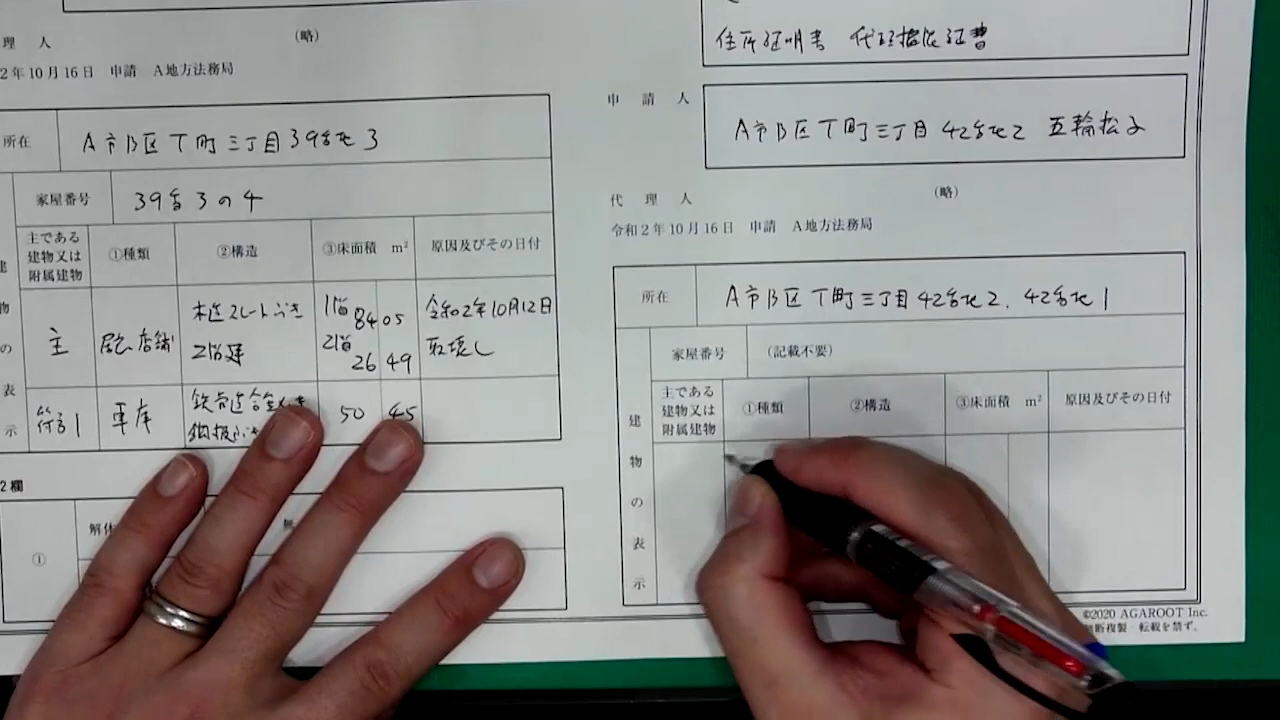 理 人
(略)
2年10月16日 申請 A地方法務局
所在
A市B区丁町三丁目39番地3
家屋番号
39番3の4
主である
建物又は
附属建物
①種類
②構造
③床面積 m²
原因及びその日付
主
居宅 店舗
木造スレートぶき
2階建
1階
84 05
2階
26 49
令和2年10月12日
取壊し
符号1
車庫
鉄骨造合金メ
鋼板ぶ
50 45
建
物
の
表
示
2欄
①
解体
無
住所証明書 代理権限証書
申 請 人
A市B区丁町三丁目42番地2 五輪松子
代 理 人
(略)
令和2年10月16日 申請 A地方法務局
所在
A市B区丁町三丁目42番地2、42番地1
家屋番号
(記載不要)
主である
建物又は
附属建物
①種類
②構造
③床面積 m²
原因及びその日付
建
物
の
表
示
©2020 AGAROOT Inc.
断複製・転載を禁ず。